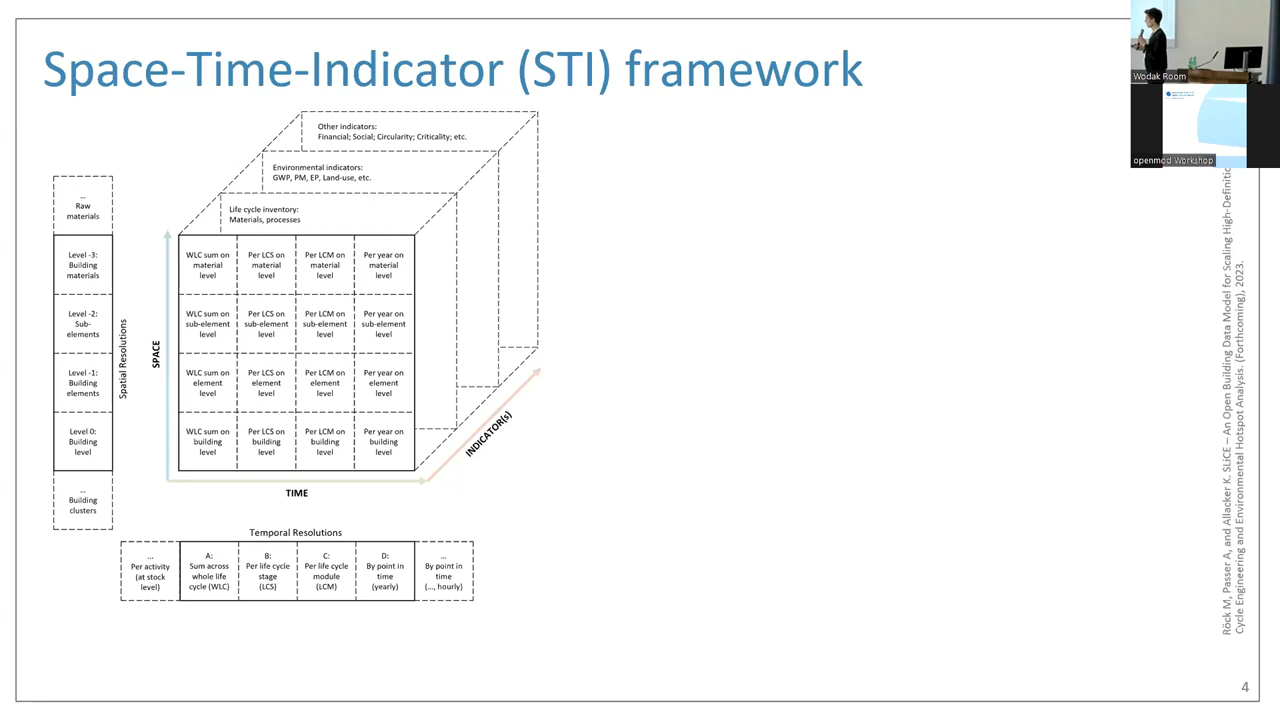 Space-Time-Indicator (STI) framework
Wodak Room
openmod Workshop
Other indicators:
Financial; Social; Circularity; Criticality; etc.
Environmental indicators:
GWP, PM, EP, Land-use, etc.
Life cycle inventory:
Materials, processes
...
Raw
materials
Level -3:
Building
materials
Level -2:
Sub-
elements
Level -1:
Building
elements
Level 0:
Building
level
...
Building
clusters
Spatial Resolutions
SPACE
WLC sum on
material
level
Per LCS on
material
level
Per LCM on
material
level
Per year on
material
level
WLC sum on
sub-element
level
Per LCS on
sub-element
level
Per LCM on
sub-element
level
Per year on
sub-element
level
WLC sum on
element
level
Per LCS on
element
level
Per LCM on
element
level
Per year on
element
level
WLC sum on
building
level
Per LCS on
building
level
Per LCM on
building
level
Per year on
building
level
INDICATOR(s)
TIME
Temporal Resolutions
...
Per activity
(at stock
level)
A:
Sum across
whole life
cycle (WLC)
B:
Per life cycle
stage
(LCS)
C:
Per life cycle
module
(LCM)
D:
By point in
time
(yearly)
...
By point in
time
(..., hourly)
Röck M, Passer A, and Allacker K. SLiCE – An Open Building Data Model for Scaling High-Definitic
Cycle Engineering and Environmental Hotspot Analysis. (Forthcoming), 2023.
4